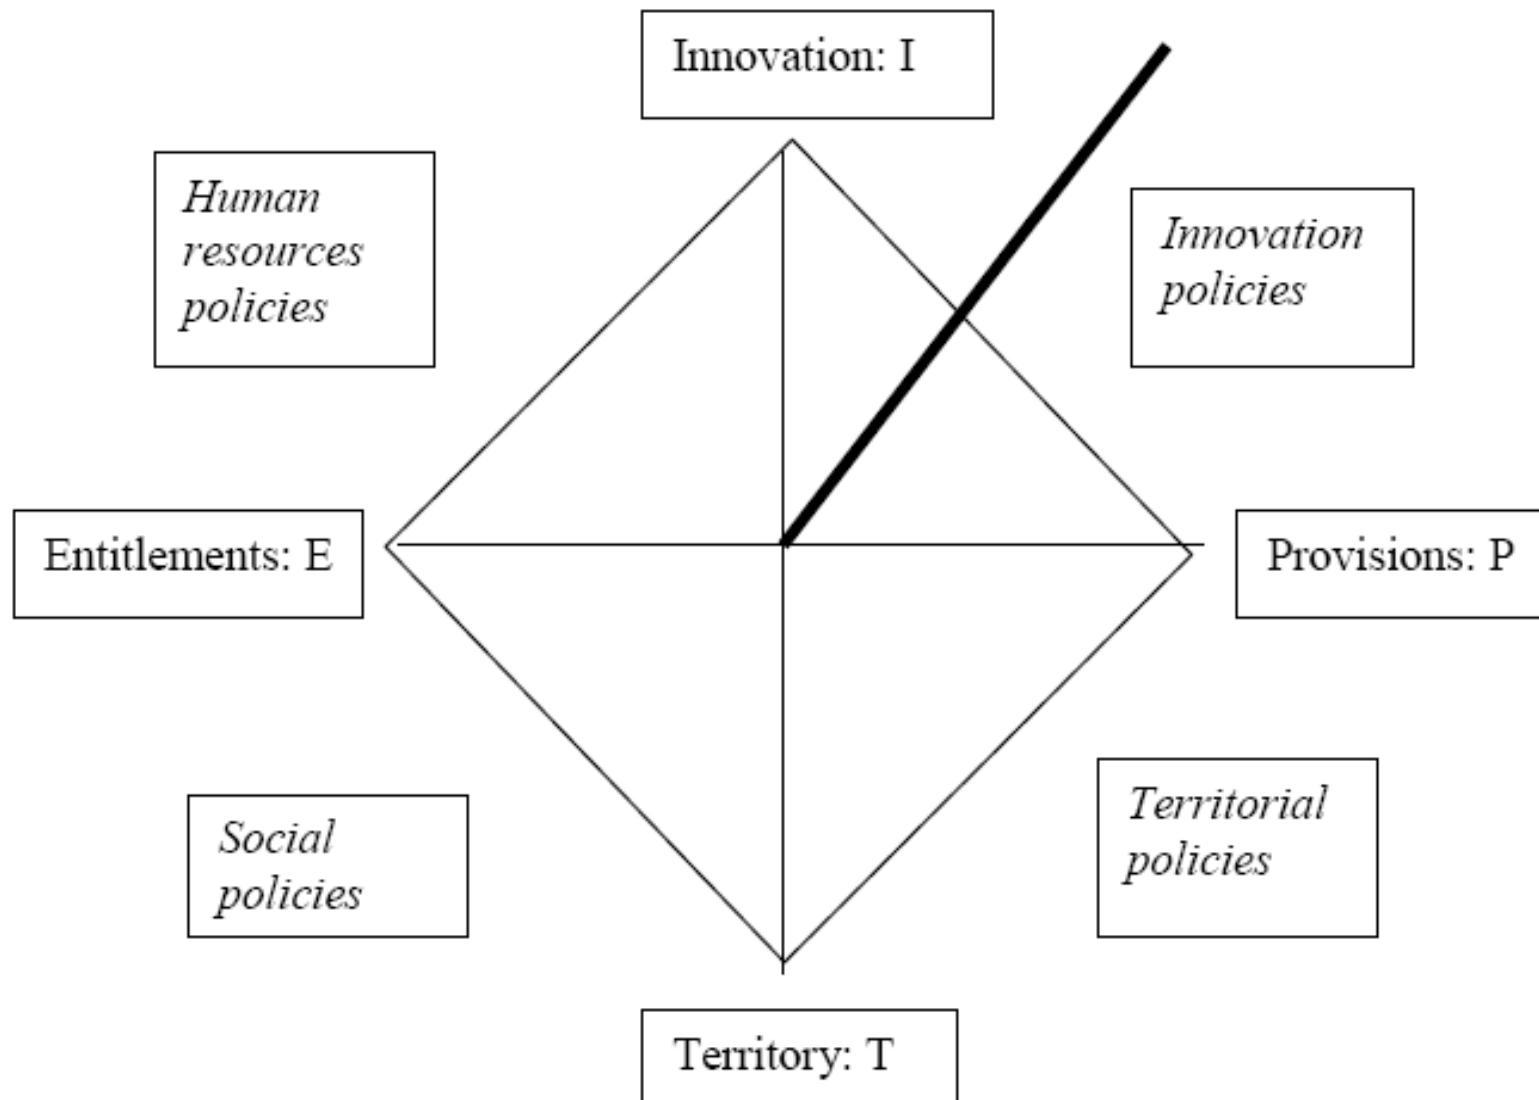 Innovation: I
Human
resources
policies
Innovation
policies
Entitlements: E
Provisions: P
Social
policies
Territorial
policies
Territory: T